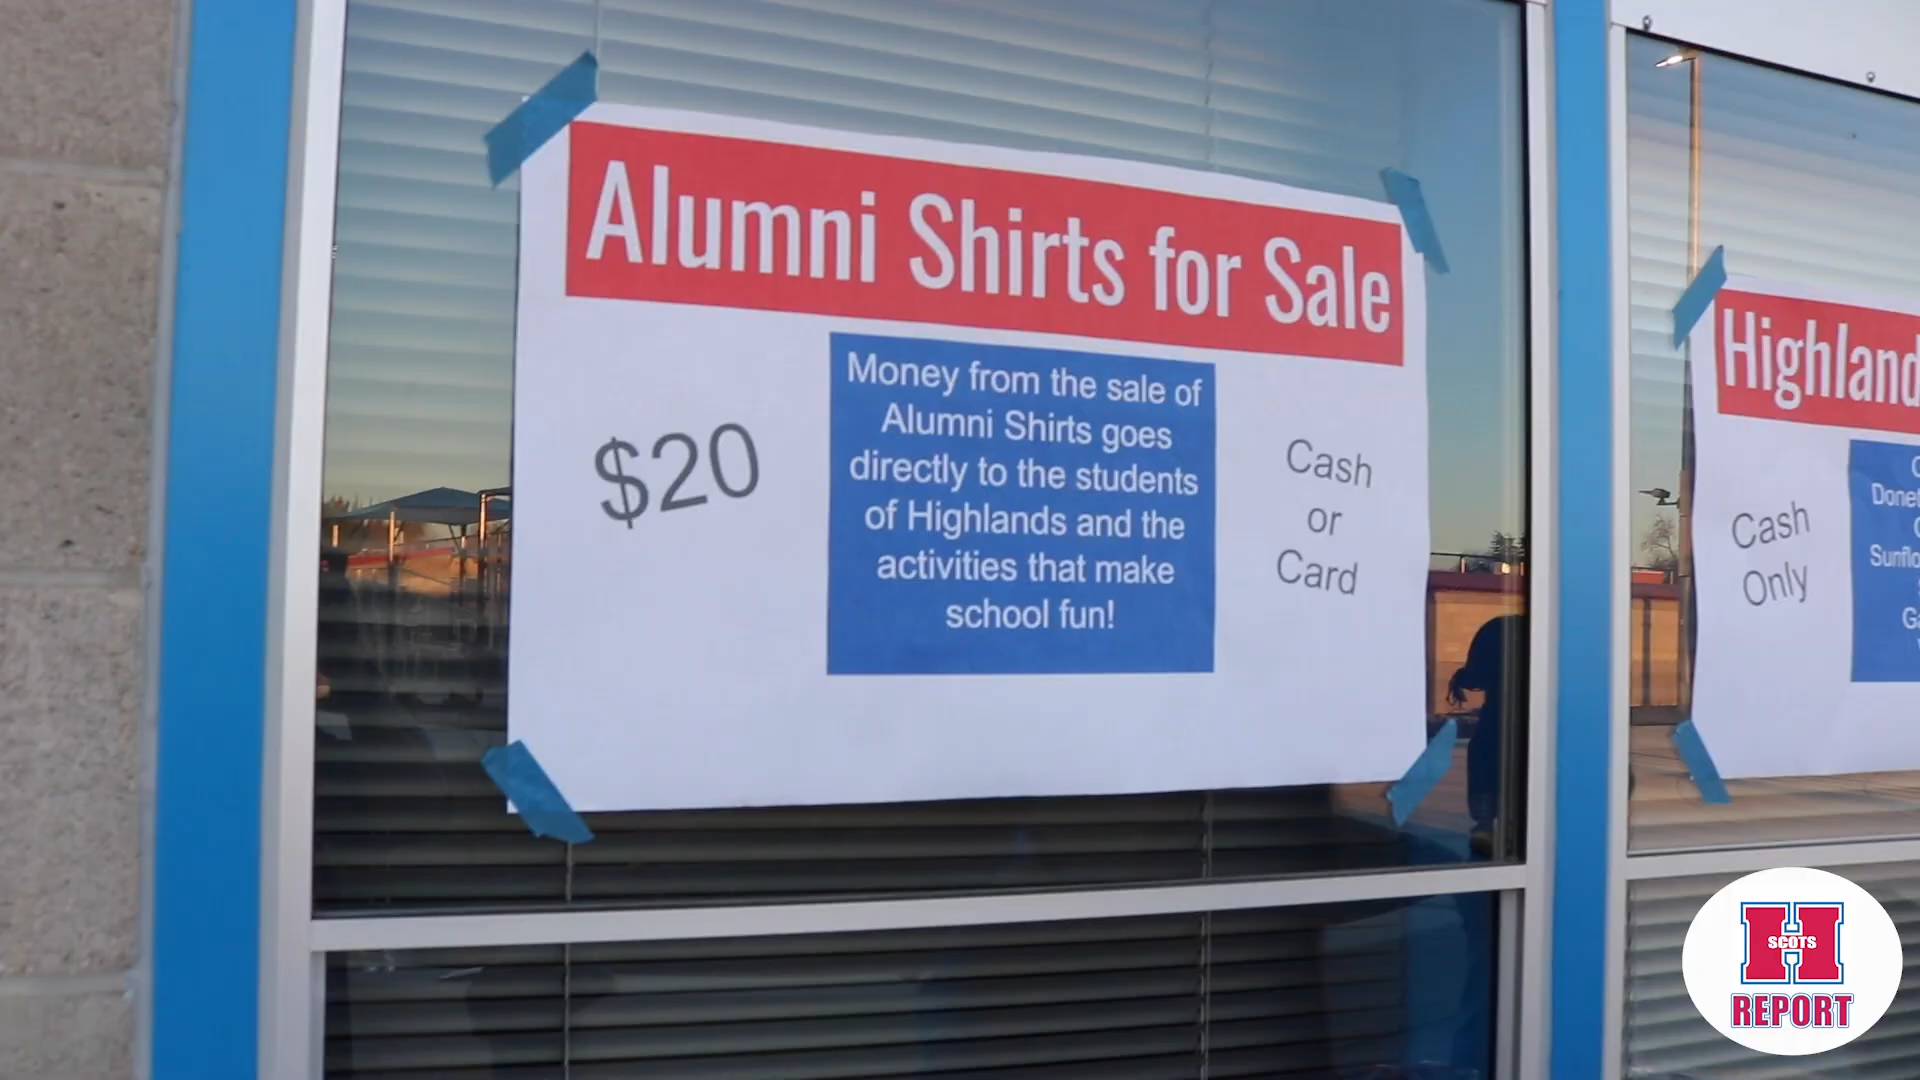 Alumni Shirts for Sale
$20
Money from the sale of
Alumni Shirts goes
directly to the students
of Highlands and the
activities that make
school fun!
Cash
or
Card
Highland
Cash
Only
SCOTS
REPORT